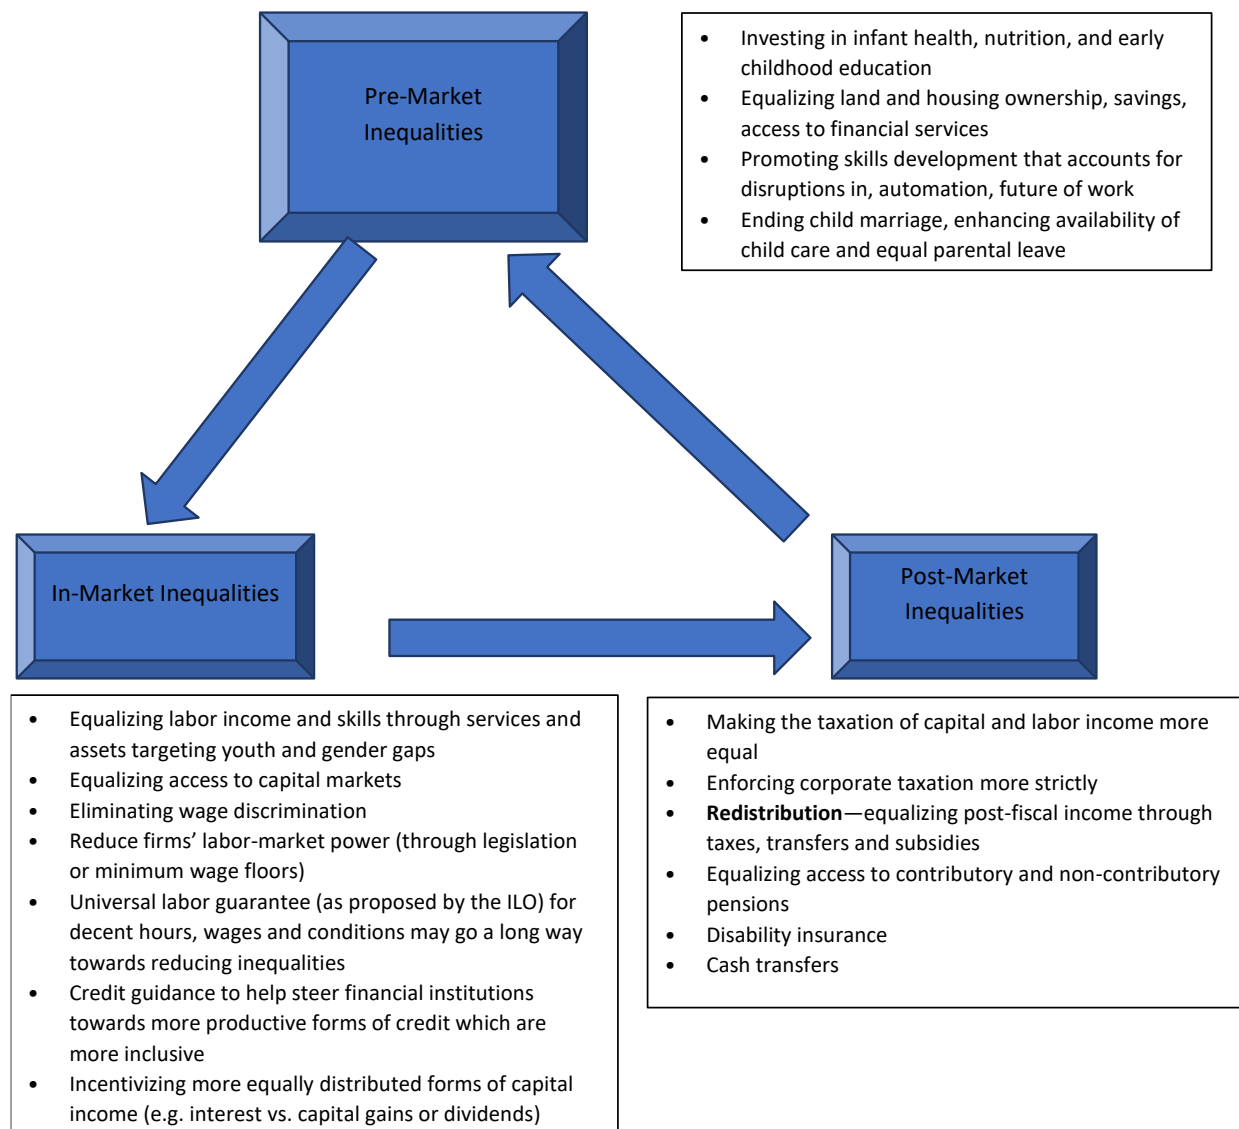 Pre-Market
Inequalities
• Investing in infant health, nutrition, and early
childhood education
• Equalizing land and housing ownership, savings,
access to financial services
• Promoting skills development that accounts for
disruptions in, automation, future of work
• Ending child marriage, enhancing availability of
child care and equal parental leave
In-Market Inequalities
Post-Market
Inequalities
• Equalizing labor income and skills through services and
assets targeting youth and gender gaps
• Equalizing access to capital markets
• Eliminating wage discrimination
• Reduce firms’ labor-market power (through legislation
or minimum wage floors)
• Universal labor guarantee (as proposed by the ILO) for
decent hours, wages and conditions may go a long way
towards reducing inequalities
• Credit guidance to help steer financial institutions
towards more productive forms of credit which are
more inclusive
• Incentivizing more equally distributed forms of capital
income (e.g. interest vs. capital gains or dividends)
• Making the taxation of capital and labor income more
equal
• Enforcing corporate taxation more strictly
• Redistribution—equalizing post-fiscal income through
taxes, transfers and subsidies
• Equalizing access to contributory and non-contributory
pensions
• Disability insurance
• Cash transfers